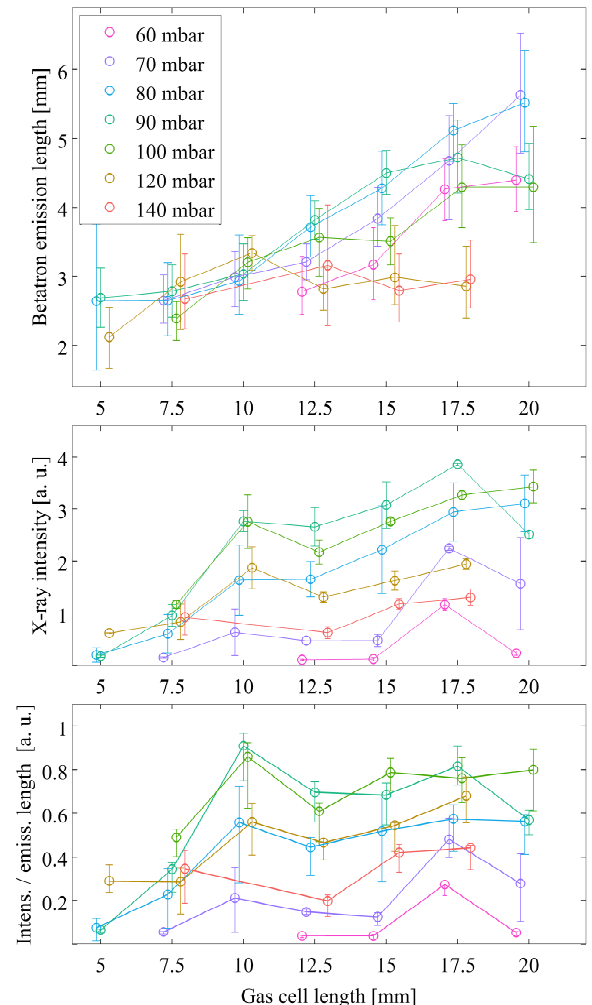 60 mbar
70 mbar
80 mbar
90 mbar
100 mbar
120 mbar
140 mbar
Betatron emission length [mm]
6
5
4
3
2
5 7.5 10 12.5 15 17.5 20
X-ray intensity [a. u.]
4
3
2
1
5 7.5 10 12.5 15 17.5 20
Intens. / emiss. length [a. u.]
1
0.8
0.6
0.4
0.2
5 7.5 10 12.5 15 17.5 20
Gas cell length [mm]